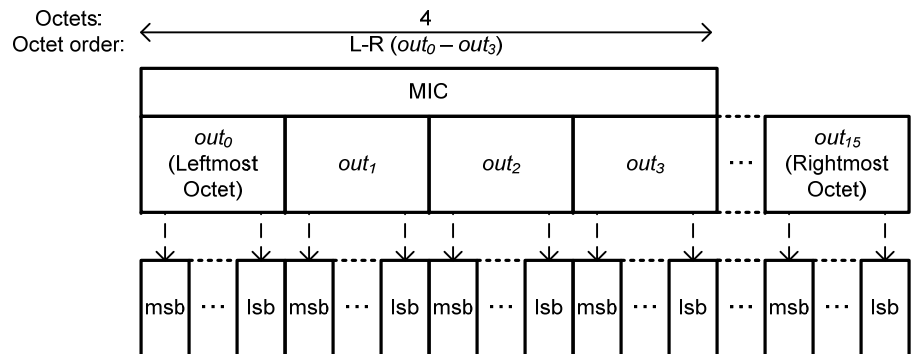 Octets: 4
Octet order: L-R (out₀ – out₃)
MIC
out₀ (Leftmost Octet) out₁ out₂ out₃ ... out₁₅ (Rightmost Octet)
msb ... lsb msb ... lsb msb ... lsb msb ... lsb ... msb ... lsb